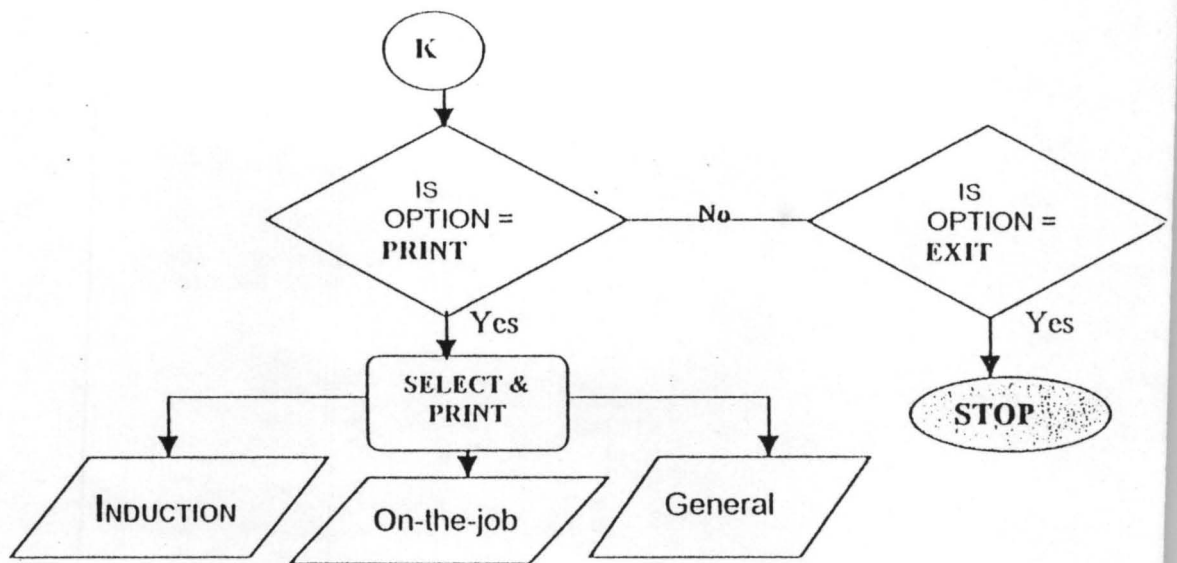 K
IS
OPTION =
PRINT
No
IS
OPTION =
EXIT
Yes
Yes
SELECT &
PRINT
STOP
INDUCTION
On-the-job
General